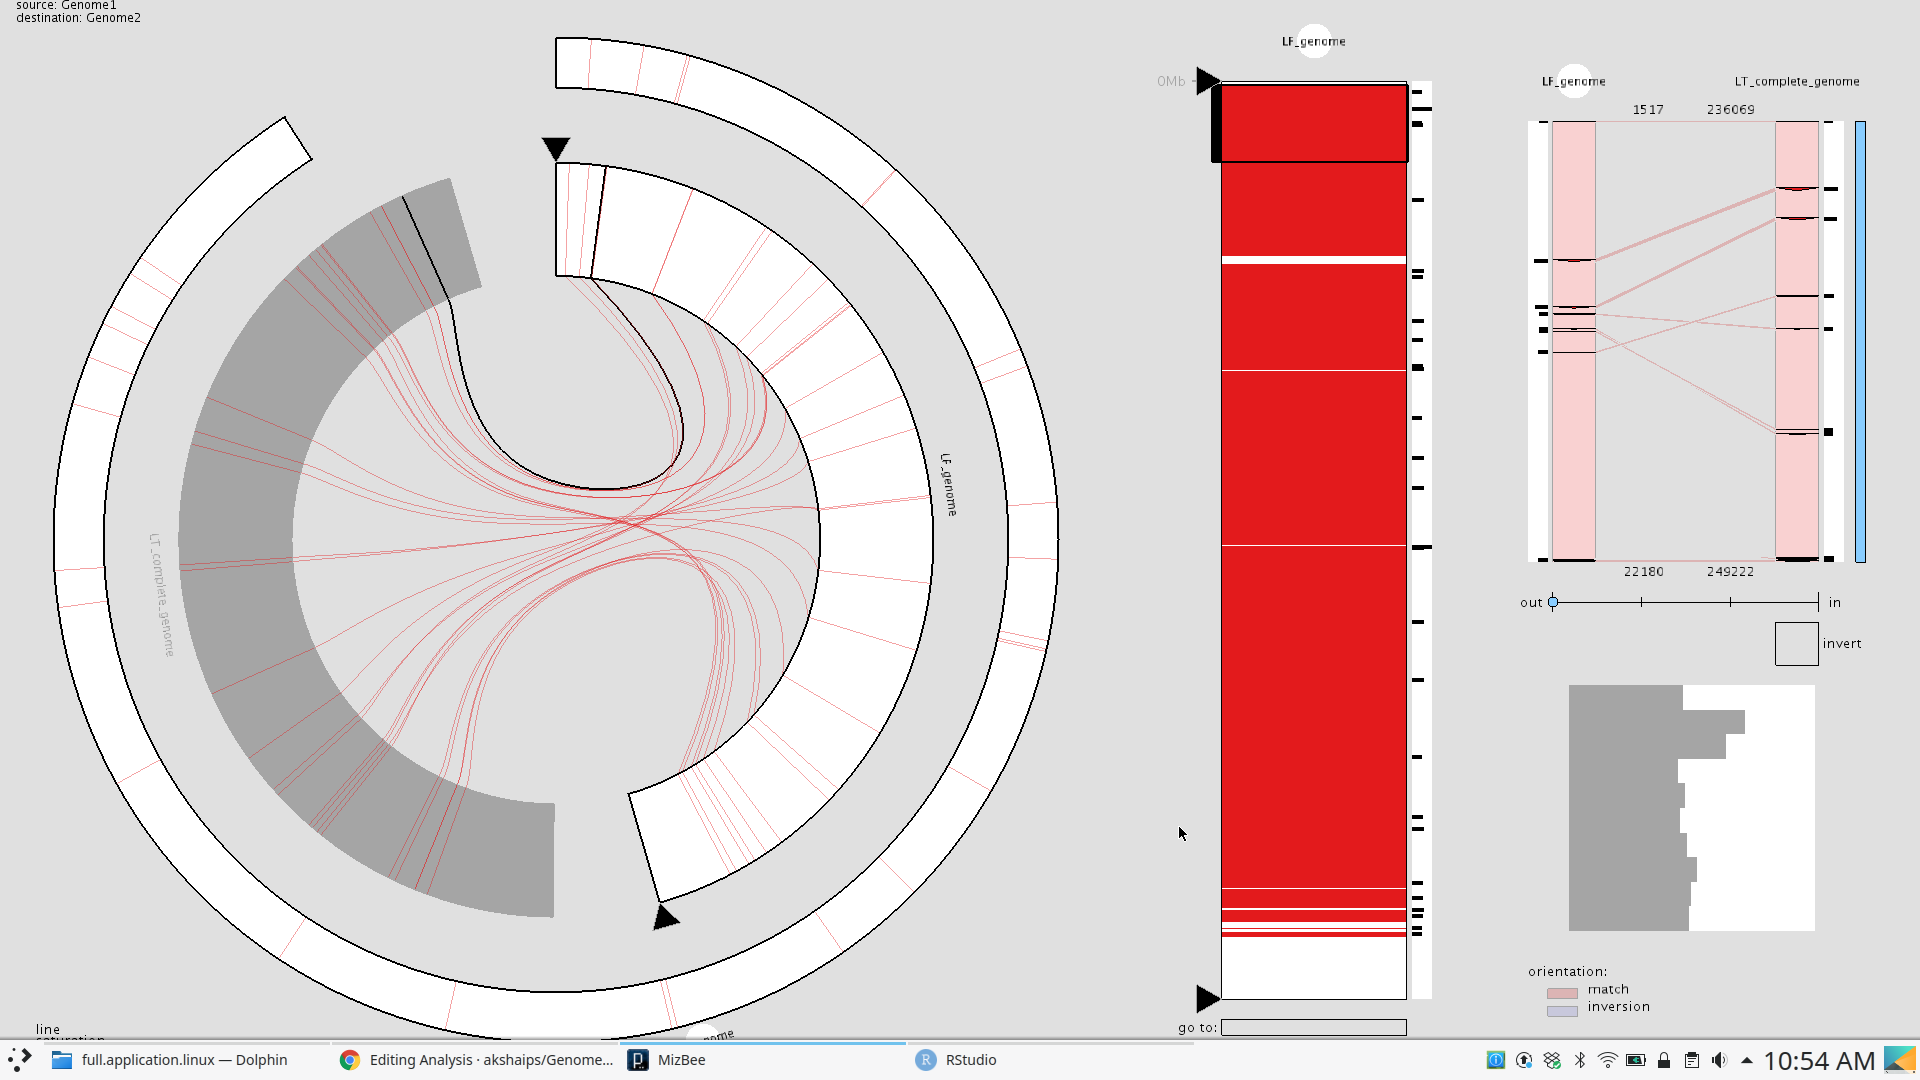 source: Genome1
destination: Genome2
LF_genome
LT_complete_genome
line
saturation
LF_genome
0Mb
go to:
LF_genome
LT_complete_genome
1517
236069
22180
249222
out
in
invert
orientation:
match
inversion
full.application.linux — Dolphin
Editing Analysis · akshaips/Genome...
MizBee
R
RStudio
10:54 AM